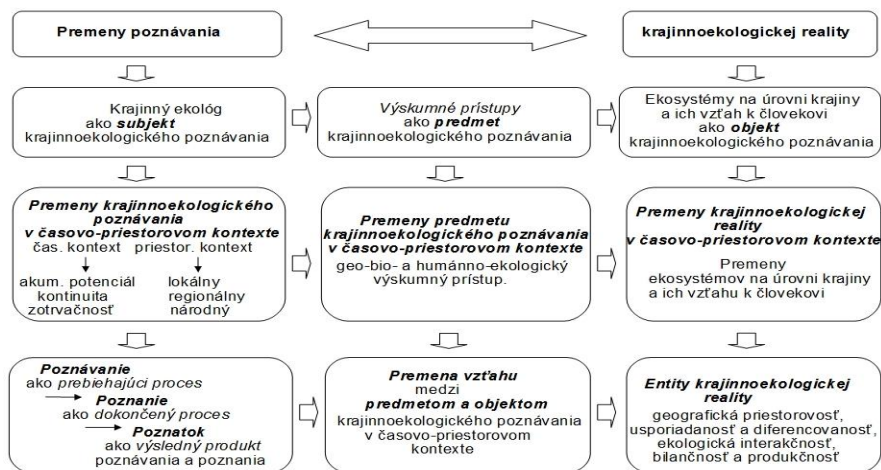 Premeny poznávania
krajinnoekologickej reality
Krajinný ekológ
ako subjekt
krajinnoekologického poznávania
Výskumné prístupy
ako predmet
krajinnoekologického poznávania
Ekosystémy na úrovni krajiny
a ich vzťah k človekovi
ako objekt
krajinnoekologického poznávania
Premeny krajinnoekologického
poznávania
v časovo-priestorovom kontexte
čas. kontext priestor. kontext
akum. potenciál lokálny
kontinuita regionálny
zotrvačnosť národný
Premeny predmetu
krajinnoekologického poznávania
v časovo-priestorovom kontexte
geo-bio- a humánno-ekologický
výskumný prístup.
Premeny krajinnoekologickej
reality
v časovo-priestorovom kontexte
Premeny
ekosystémov na úrovni krajiny
a ich vzťahu k človekovi
Poznávanie
ako prebiehajúci proces
Poznanie
ako dokončený proces
Poznatok
ako výsledný produkt
poznávania a poznania
Premena vzťahu
medzi
predmetom a objektom
krajinnoekologického poznávania
v časovo-priestorovom
kontexte
Entity krajinnoekologickej
reality
geografická priestorovosť,
usporiadanosť a diferencovanosť,
ekologická interakčnosť,
bilančnosť a produkčnosť